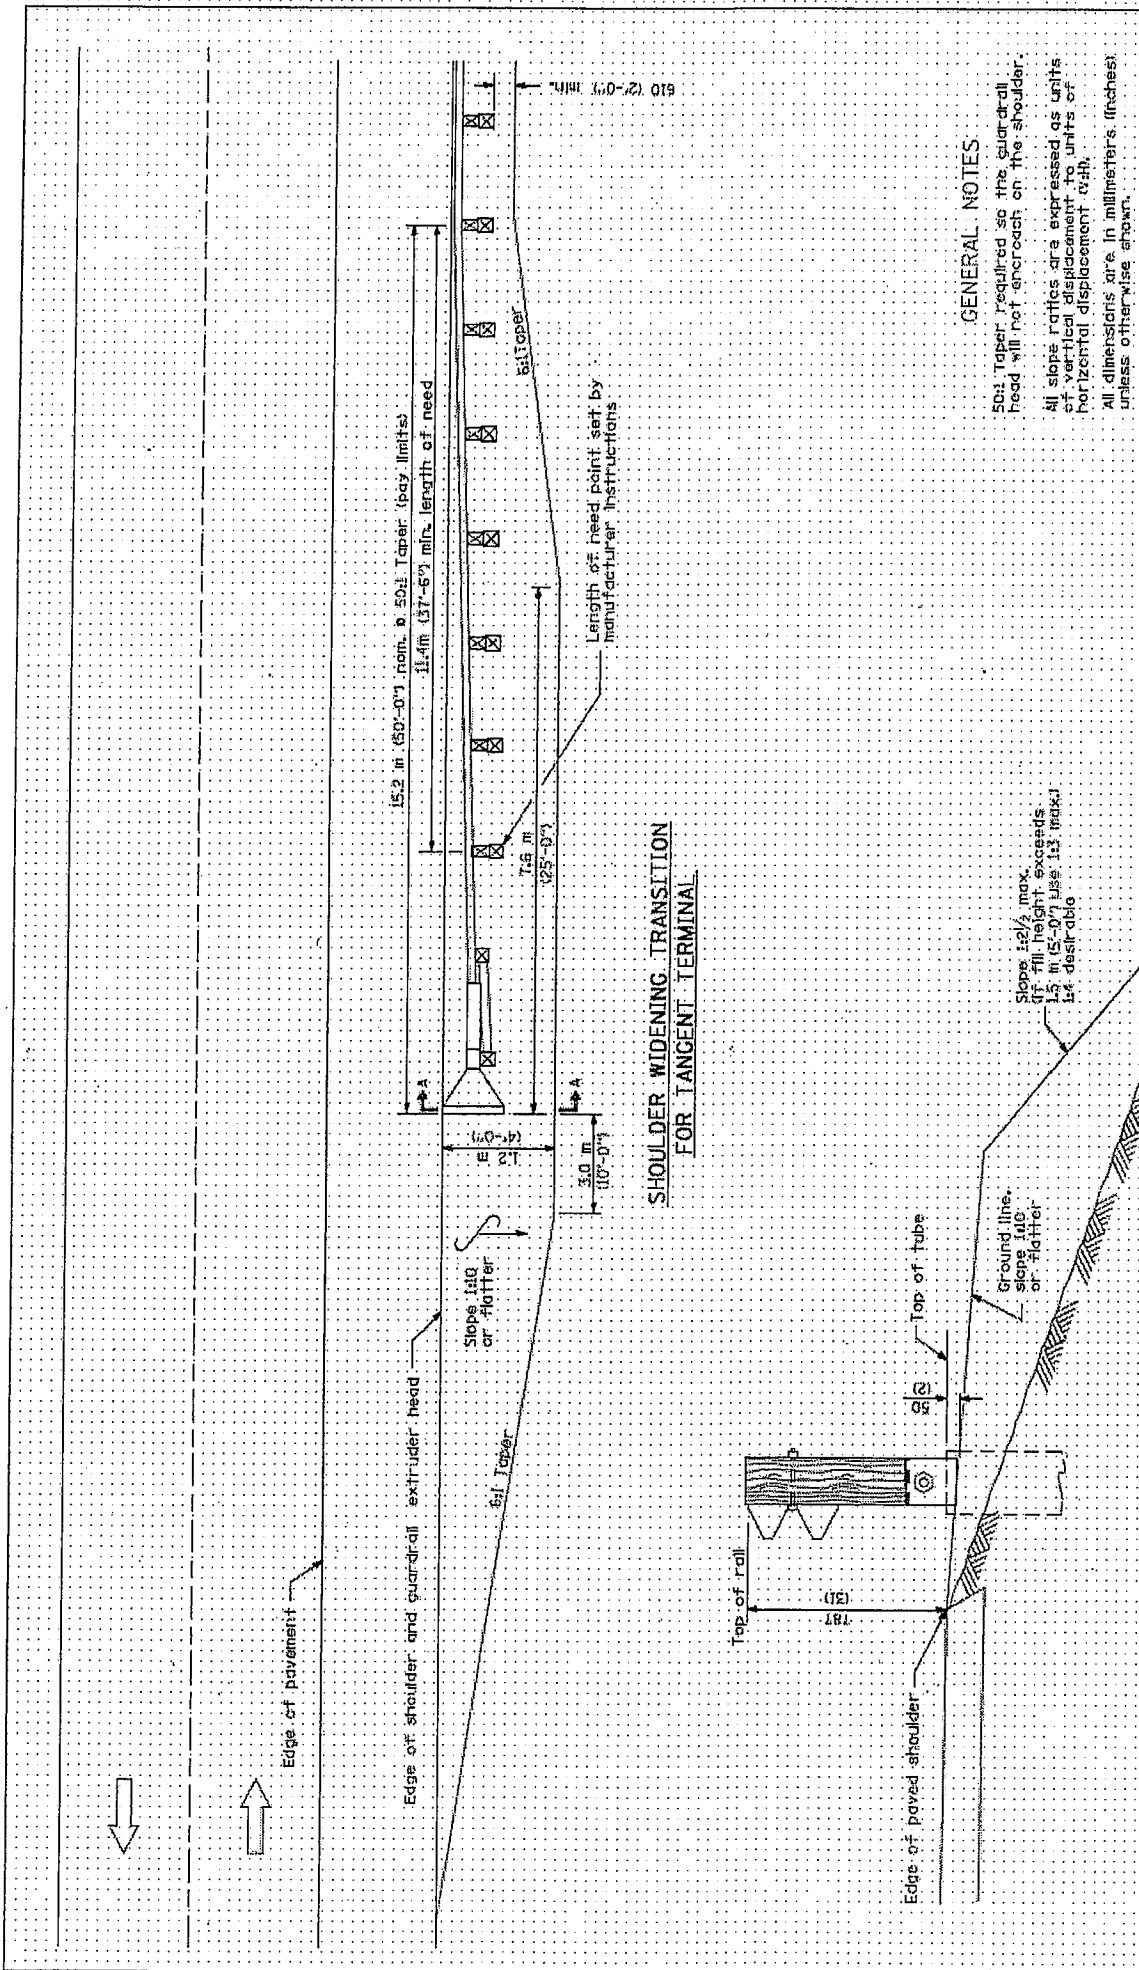 Edge of pavement
Edge of shoulder and guardrail extruder head
6:1 Taper
Slope 1:10
or flatter
1.2 m
(4'-0")
3.0 m
(10'-0")
A
A
15.2 m (50'-0") nom. @ 50:1 Taper (pay limits)
11.4m (37'-6") min. length of need
7.6 m
(25'-0")
Length of need point set by
manufacturer instructions
6:1 Taper
610 (2'-0") min.
SHOULDER WIDENING TRANSITION
FOR TANGENT TERMINAL
Edge of paved shoulder
Top of rail
787
(31)
50
(2)
Top of tube
Ground line,
slope 1:10
or flatter
Slope 1:2½ max.
(If fill height exceeds
1.5 m (5'-0") use 1:3 max.)
1:4 desirable
GENERAL NOTES
50:1 Taper required so the guardrail
head will not encroach on the shoulder.
All slope ratios are expressed as units
of vertical displacement to units of
horizontal displacement (V:H).
All dimensions are in millimeters (inches)
unless otherwise shown.